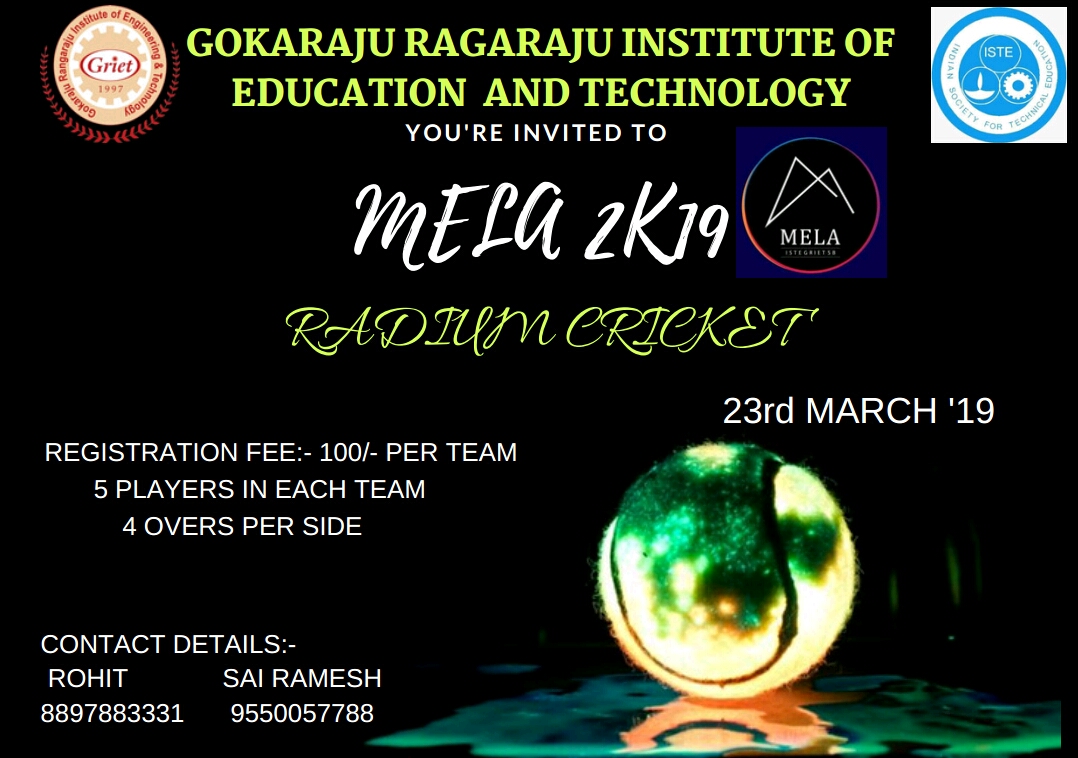 Gokaraju Rangaraju Institute of Engineering & Technology
Griet
1997
GOKARAJU RAGARAJU INSTITUTE OF
EDUCATION AND TECHNOLOGY
ISTE
INDIAN SOCIETY FOR TECHNICAL EDUCATION
YOU'RE INVITED TO
MELA 2K19
MELA
ISTEGRIETSB
RADIUM CRICKET
23rd MARCH '19
REGISTRATION FEE:- 100/- PER TEAM
5 PLAYERS IN EACH TEAM
4 OVERS PER SIDE
CONTACT DETAILS:-
ROHIT SAI RAMESH
8897883331 9550057788